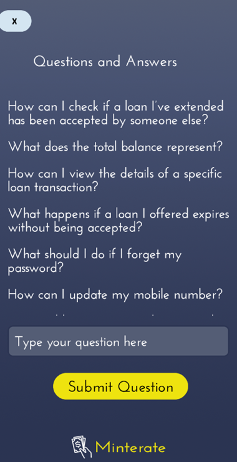 x
Questions and Answers
How can I check if a loan I've extended
has been accepted by someone else?
What does the total balance represent?
How can I view the details of a specific
loan transaction?
What happens if a loan I offered expires
without being accepted?
What should I do if I forget my
password?
How can I update my mobile number?
Type your question here
Submit Question
Minterate